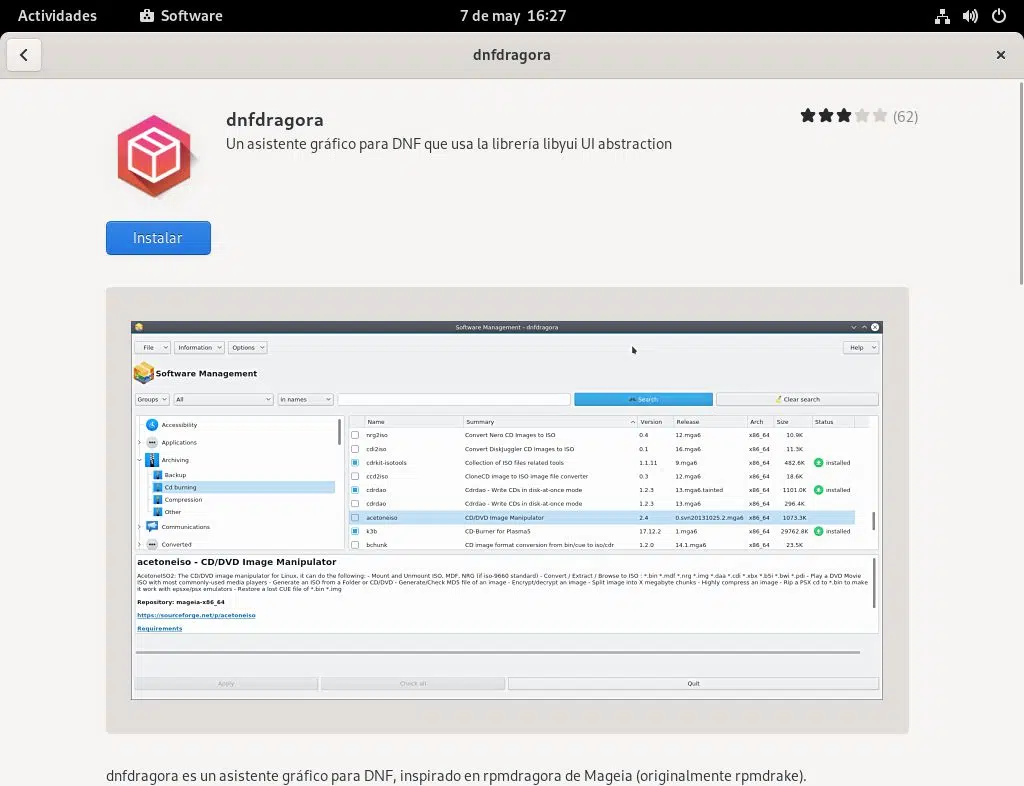 Actividades Software 7 de may 16:27
dnfdragora
dnfdragora
(62)
Un asistente gráfico para DNF que usa la librería libyui UI abstraction
Instalar
Software Management - dnfdragora
File Information Options Help
Software Management
Groups All in names Search Clear search
Accessibility
Applications
Archiving
Backup
Cd burning
Compression
Other
Communications
Converted
Name Summary Version Release Arch Size Status
nrg2iso Convert Nero CD Images to ISO 0.4 12.mga6 x86_64 10.9K
cdi2iso Convert DiskJuggler CD Images to ISO 0.1 16.mga6 x86_64 11.3K
cdrkit-isotools Collection of ISO files related tools 1.1.11 9.mga6 x86_64 482.6K installed
ccd2iso CloneCD image to ISO image file converter 0.3 12.mga6 x86_64 18.6K
cdrdao Cdrdao - Write CDs in disk-at-once mode 1.2.3 13.mga6.tainted x86_64 1101.0K installed
cdrdao Cdrdao - Write CDs in disk-at-once mode 1.2.3 13.mga6 x86_64 296.4K
acetoneiso CD/DVD Image Manipulator 2.4 0.svn20131025.2.mga6 x86_64 1073.3K
k3b CD-Burner for Plasma5 17.12.2 1.mga6 x86_64 29762.8K installed
bchunk CD image format conversion from bin/cue to iso/cdr 1.2.0 14.1.mga6 x86_64 23.5K
acetoneiso - CD/DVD Image Manipulator
AcetoneISO2: The CD/DVD image manipulator for Linux, it can do the following: - Mount and Unmount ISO, MDF, NRG (if iso-9660 standard) - Convert / Extract / Browse to ISO : *.bin *.mdf *.nrg *.img *.daa *.cdi *.xbx *.b5i *.bwi *.pdi - Play a DVD Movie
ISO with most commonly-used media players - Generate an ISO from a Folder or CD/DVD - Generate/Check MD5 file of an image - Encrypt/decrypt an image - Split image into X megabyte chunks - Highly compress an image - Rip a PSX cd to *.bin to make
it work with epsxe/psx emulators - Restore a lost CUE file of *.bin *.img
Repository: mageia-x86_64
https://sourceforge.net/p/acetoneiso
Requirements
Apply Check all Quit
dnfdragora es un asistente gráfico para DNF, inspirado en rpmdragora de Mageia (originalmente rpmdrake).